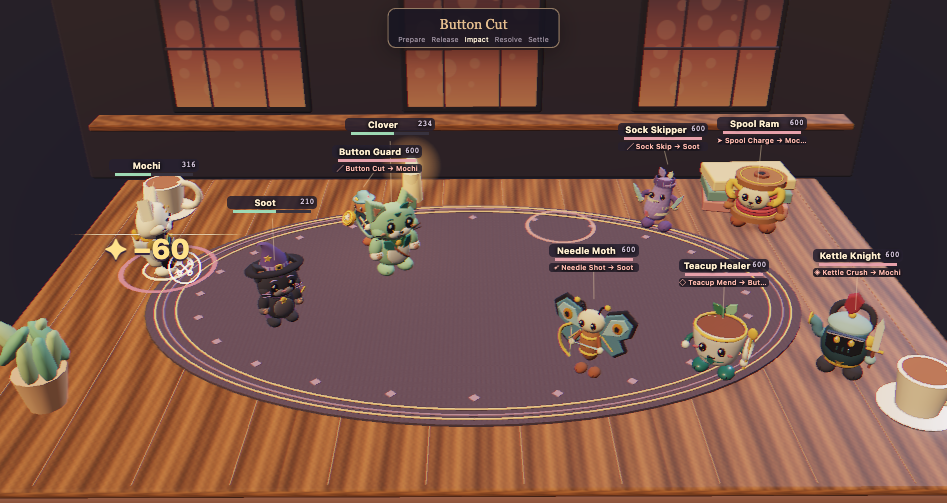 Button Cut
Prepare Release Impact Resolve Settle
Clover 234
Button Guard 600
Button Cut → Mochi
Sock Skipper 600
Sock Skip → Soot
Spool Ram 600
Spool Charge → Moc...
Mochi 316
Soot 210
−60
Needle Moth 600
Needle Shot → Soot
Teacup Healer 600
Teacup Mend → But...
Kettle Knight 600
Kettle Crush → Mochi